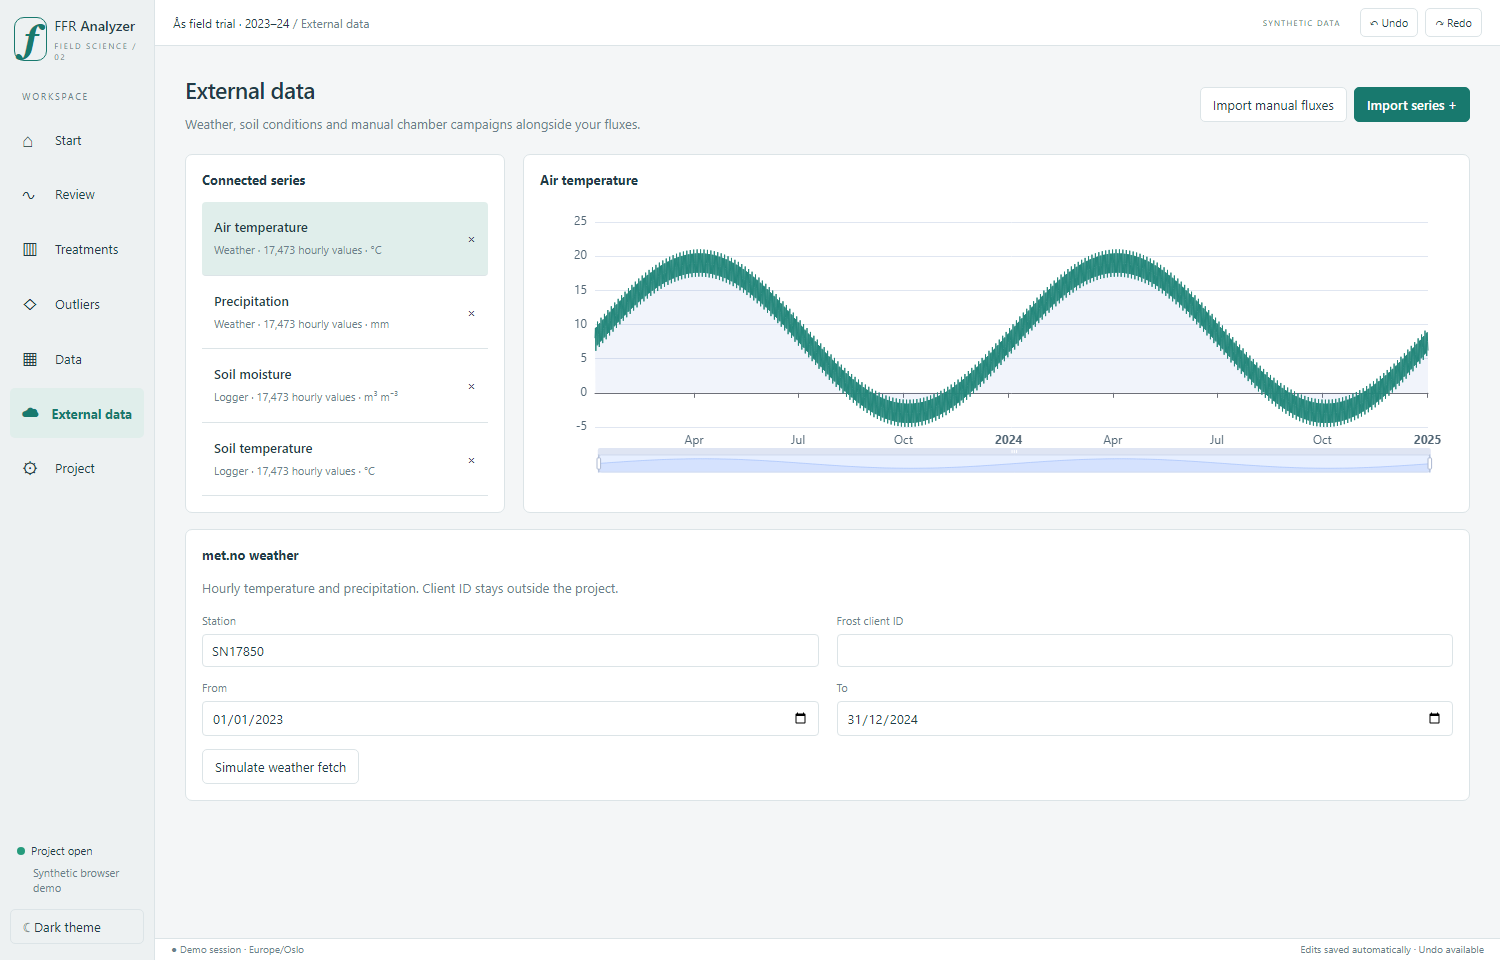 FFR Analyzer
FIELD SCIENCE /
02
WORKSPACE
Start
Review
Treatments
Outliers
Data
External data
Project
Project open
Synthetic browser
demo
Dark theme
Ås field trial · 2023–24 / External data
SYNTHETIC DATA
↶ Undo
↷ Redo
External data
Weather, soil conditions and manual chamber campaigns alongside your fluxes.
Import manual fluxes
Import series +
Connected series
Air temperature
Weather · 17,473 hourly values · °C
×
Precipitation
Weather · 17,473 hourly values · mm
×
Soil moisture
Logger · 17,473 hourly values · m³ m⁻³
×
Soil temperature
Logger · 17,473 hourly values · °C
×
Air temperature
25
20
15
10
5
0
-5
Apr Jul Oct 2024 Apr Jul Oct 2025
met.no weather
Hourly temperature and precipitation. Client ID stays outside the project.
Station
SN17850
Frost client ID
From
01/01/2023
To
31/12/2024
Simulate weather fetch
● Demo session · Europe/Oslo
Edits saved automatically · Undo available